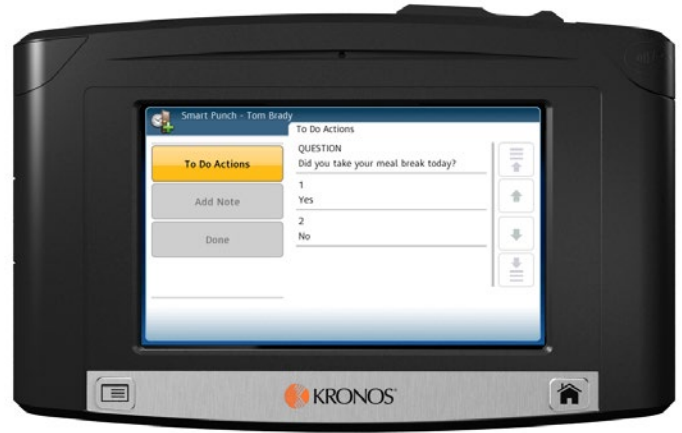 Smart Punch - Tom Brady
To Do Actions
To Do Actions
QUESTION
Did you take your meal break today?
1
Yes
Add Note
2
No
Done
KRONOS